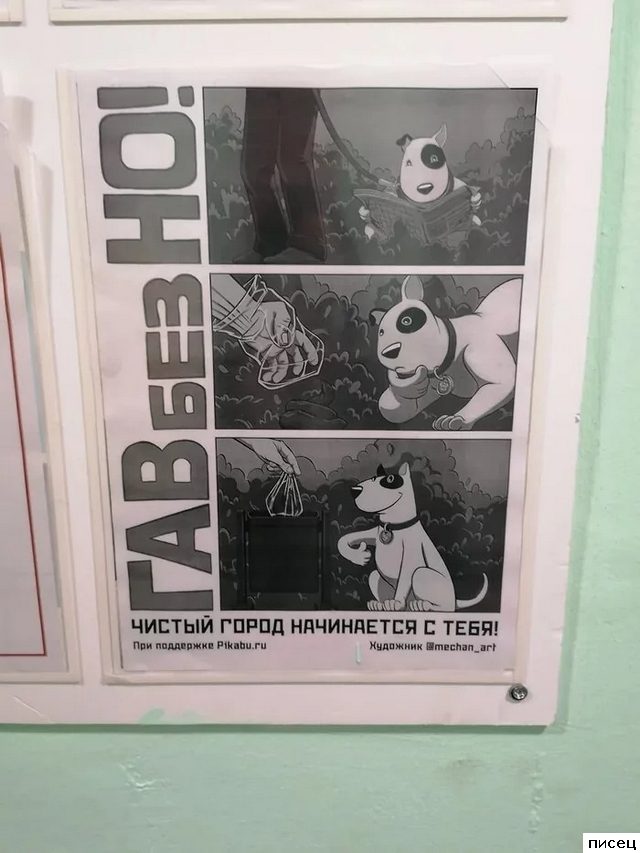 ГАВ БЕЗ НО!
ЧИСТЫЙ ГОРОД НАЧИНАЕТСЯ С ТЕБЯ!
При поддержке Pikabu.ru
Художник @mechan_art
писец